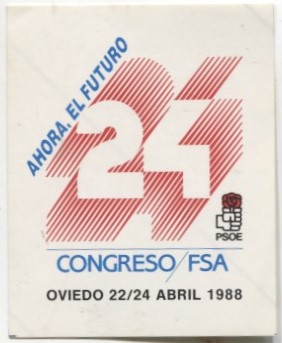 AHORA, EL FUTURO
24
PSOE
CONGRESO/FSA
OVIEDO 22/24 ABRIL 1988